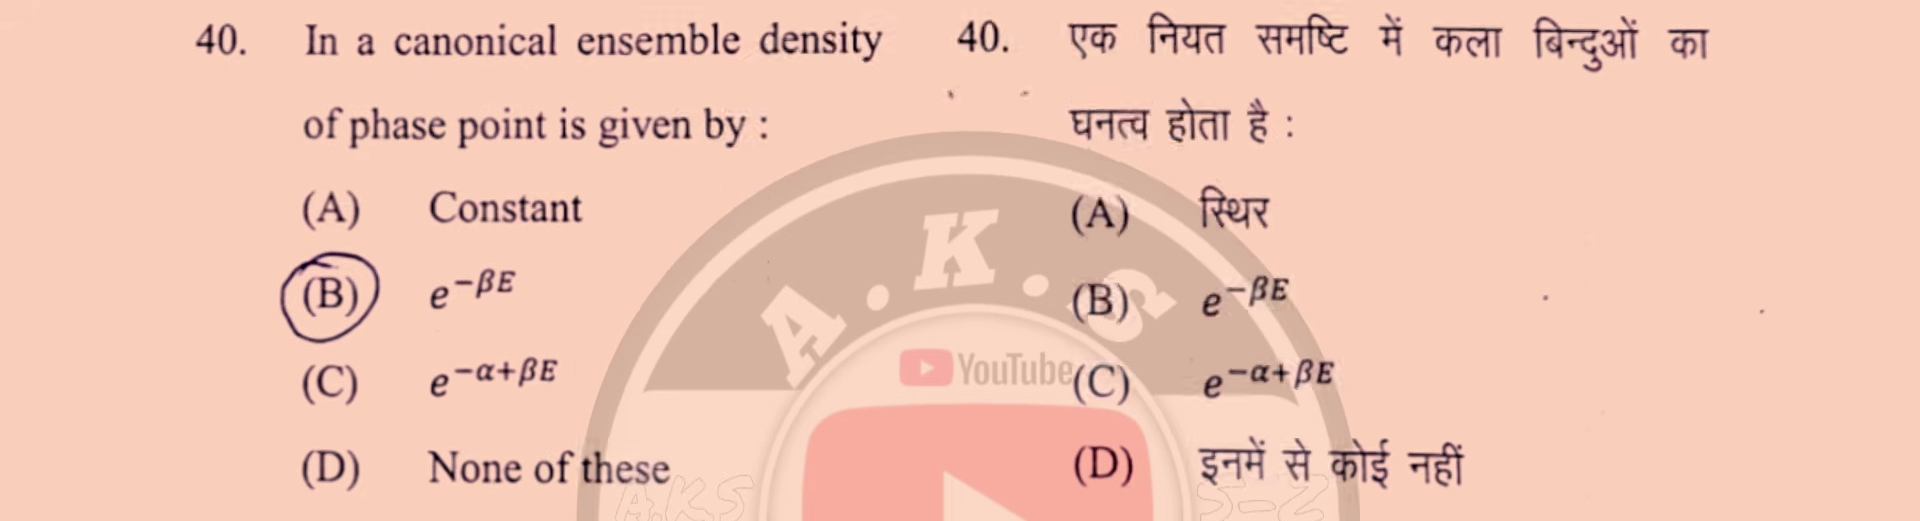 40. In a canonical ensemble density
of phase point is given by :
(A) Constant
(B) e^{-βE}
(C) e^{-α+βE}
(D) None of these
40. एक नियत समष्टि में कला बिन्दुओं का
घनत्व होता है :
(A) स्थिर
(B) e^{-βE}
(C) e^{-α+βE}
(D) इनमें से कोई नहीं
A.K.S
YouTube
A.K.S